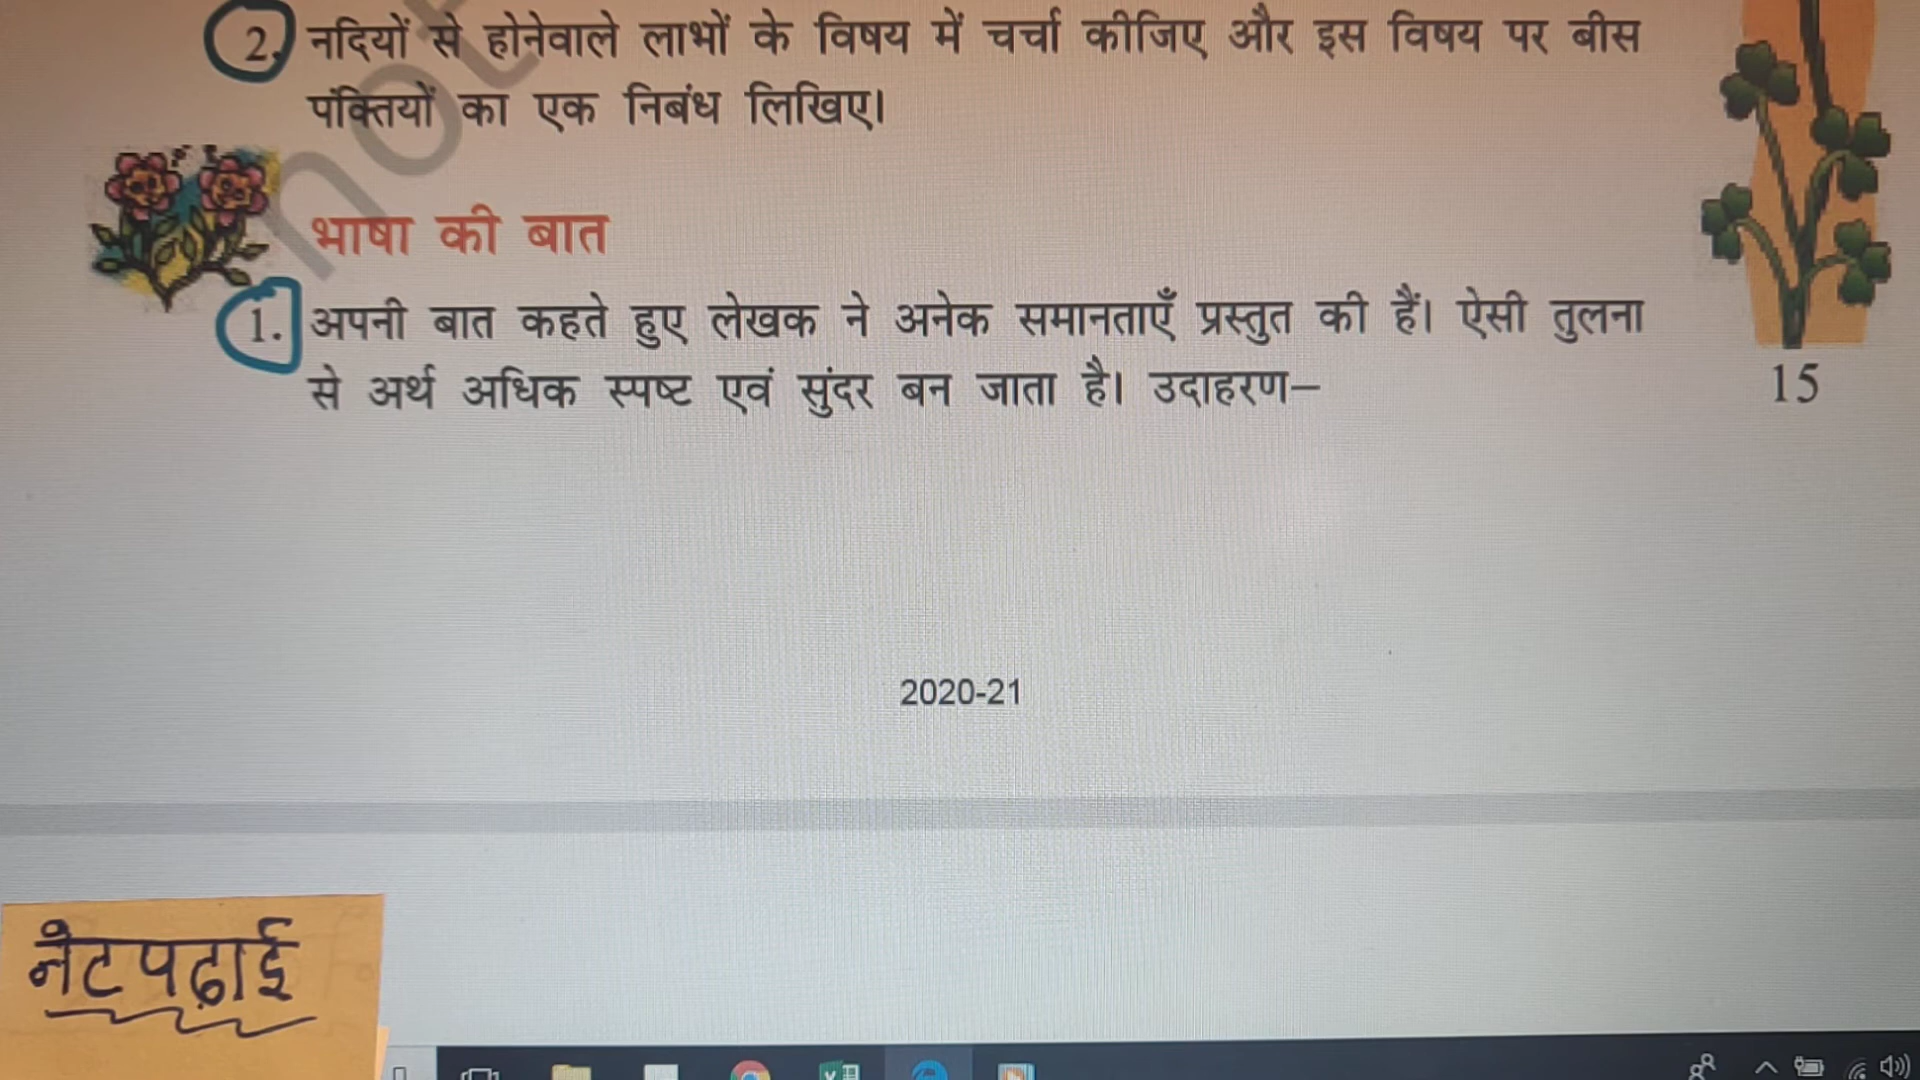 2. नदियों से होनेवाले लाभों के विषय में चर्चा कीजिए और इस विषय पर बीस
पंक्तियों का एक निबंध लिखिए।
not
भाषा की बात
1. अपनी बात कहते हुए लेखक ने अनेक समानताएँ प्रस्तुत की हैं। ऐसी तुलना
से अर्थ अधिक स्पष्ट एवं सुंदर बन जाता है। उदाहरण–
15
2020-21
नेटपढ़ाई